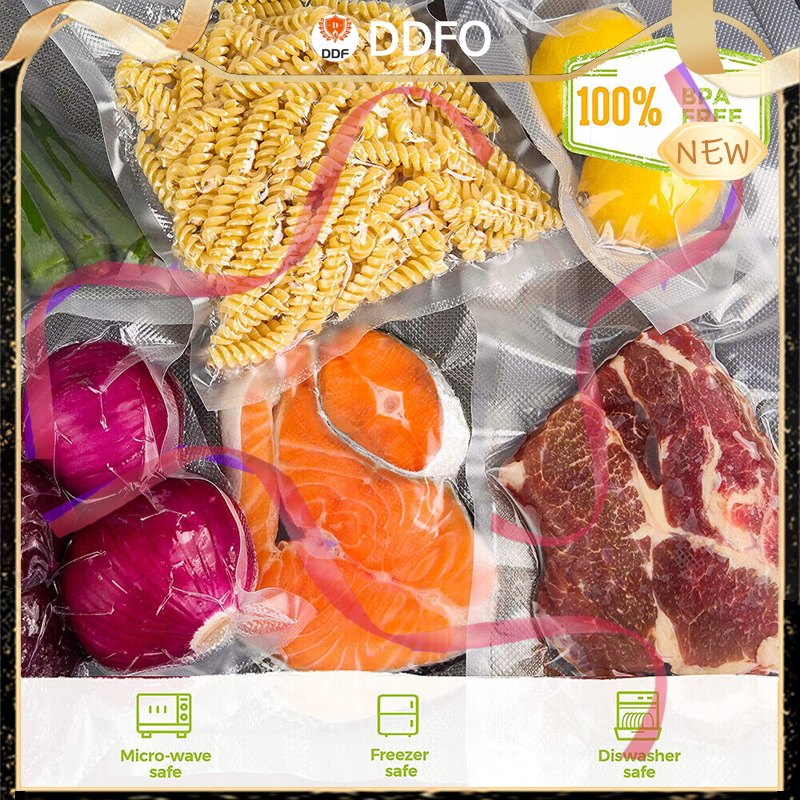 DDF
DDFO
100%
BPA
FREE
NEW
Micro-wave
safe
Freezer
safe
Diswasher
safe